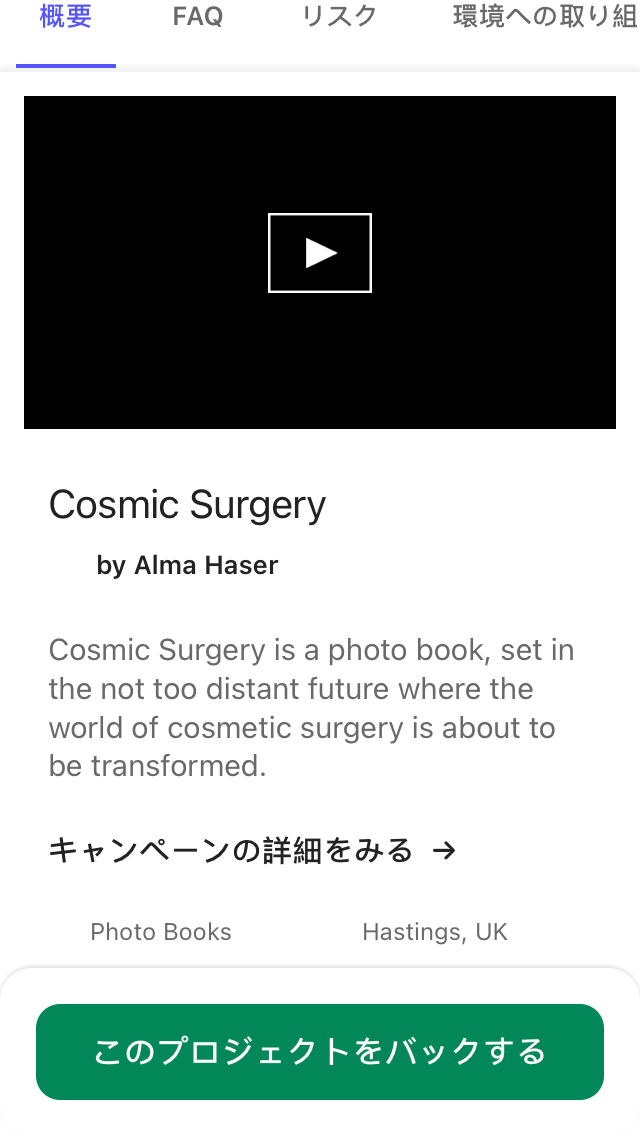 概要
FAQ
リスク
環境への取り組
Cosmic Surgery
by Alma Haser
Cosmic Surgery is a photo book, set in
the not too distant future where the
world of cosmetic surgery is about to
be transformed.
キャンペーンの詳細をみる →
Photo Books
Hastings, UK
このプロジェクトをバックする